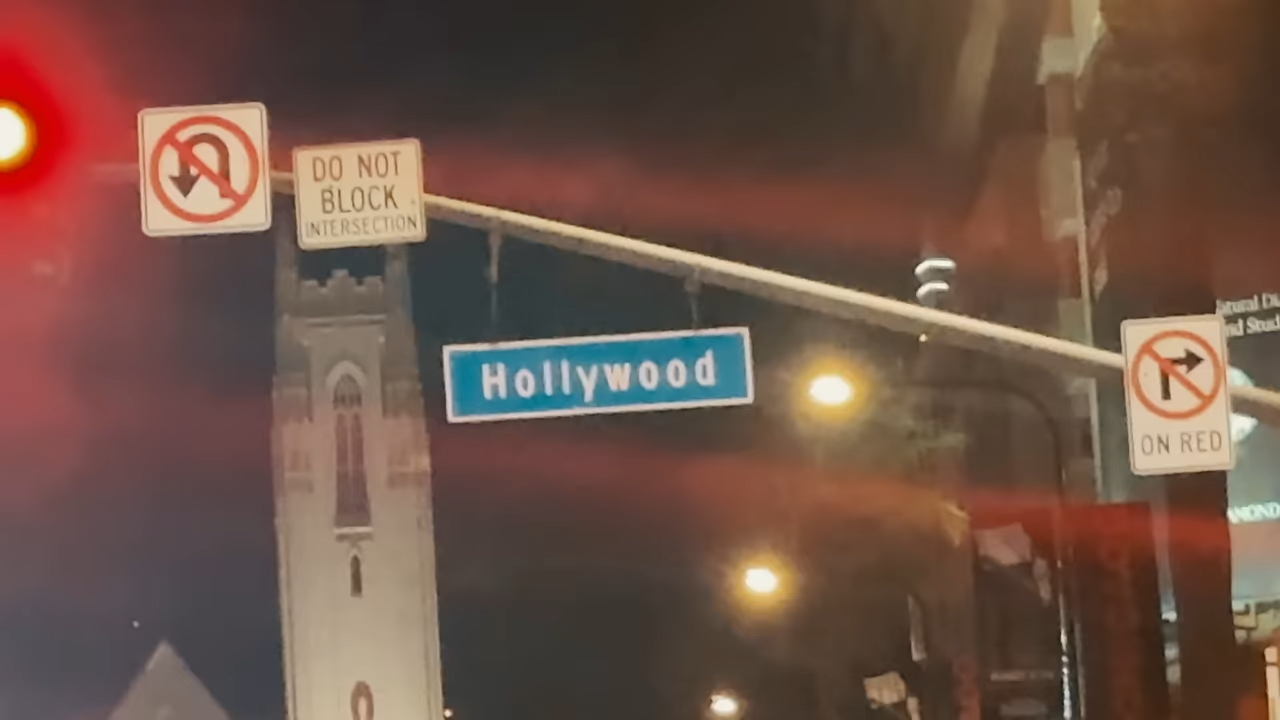 DO NOT
BLOCK
INTERSECTION
Hollywood
ON RED